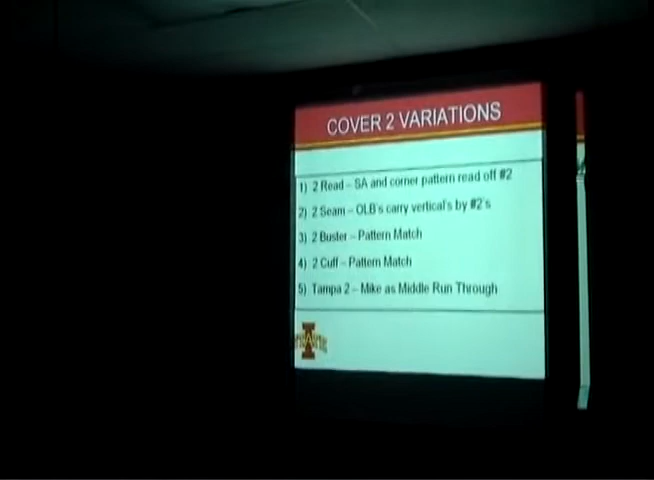 COVER 2 VARIATIONS
1) 2 Read – SA and corner pattern read off #2
2) 2 Seam – OLB's carry vertical's by #2's
3) 2 Buster – Pattern Match
4) 2 Cuff – Pattern Match
5) Tampa 2 – Mike as Middle Run Through